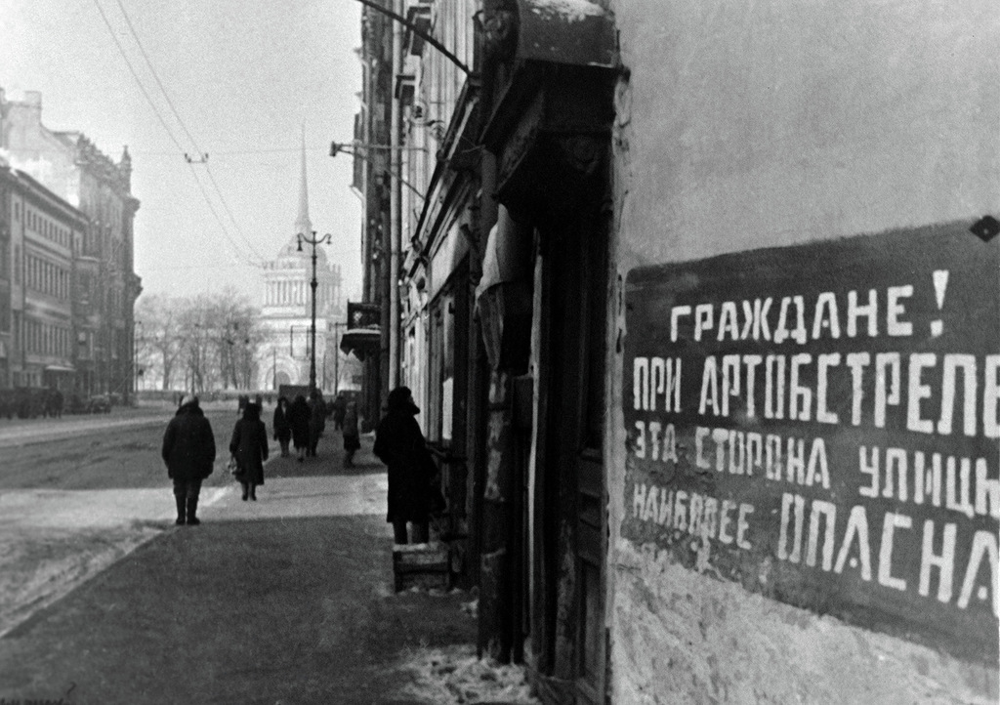 ГРАЖДАНЕ!
ПРИ АРТОБСТРЕЛЕ
ЭТА СТОРОНА УЛИЦЫ
НАИБОЛЕЕ ОПАСНА